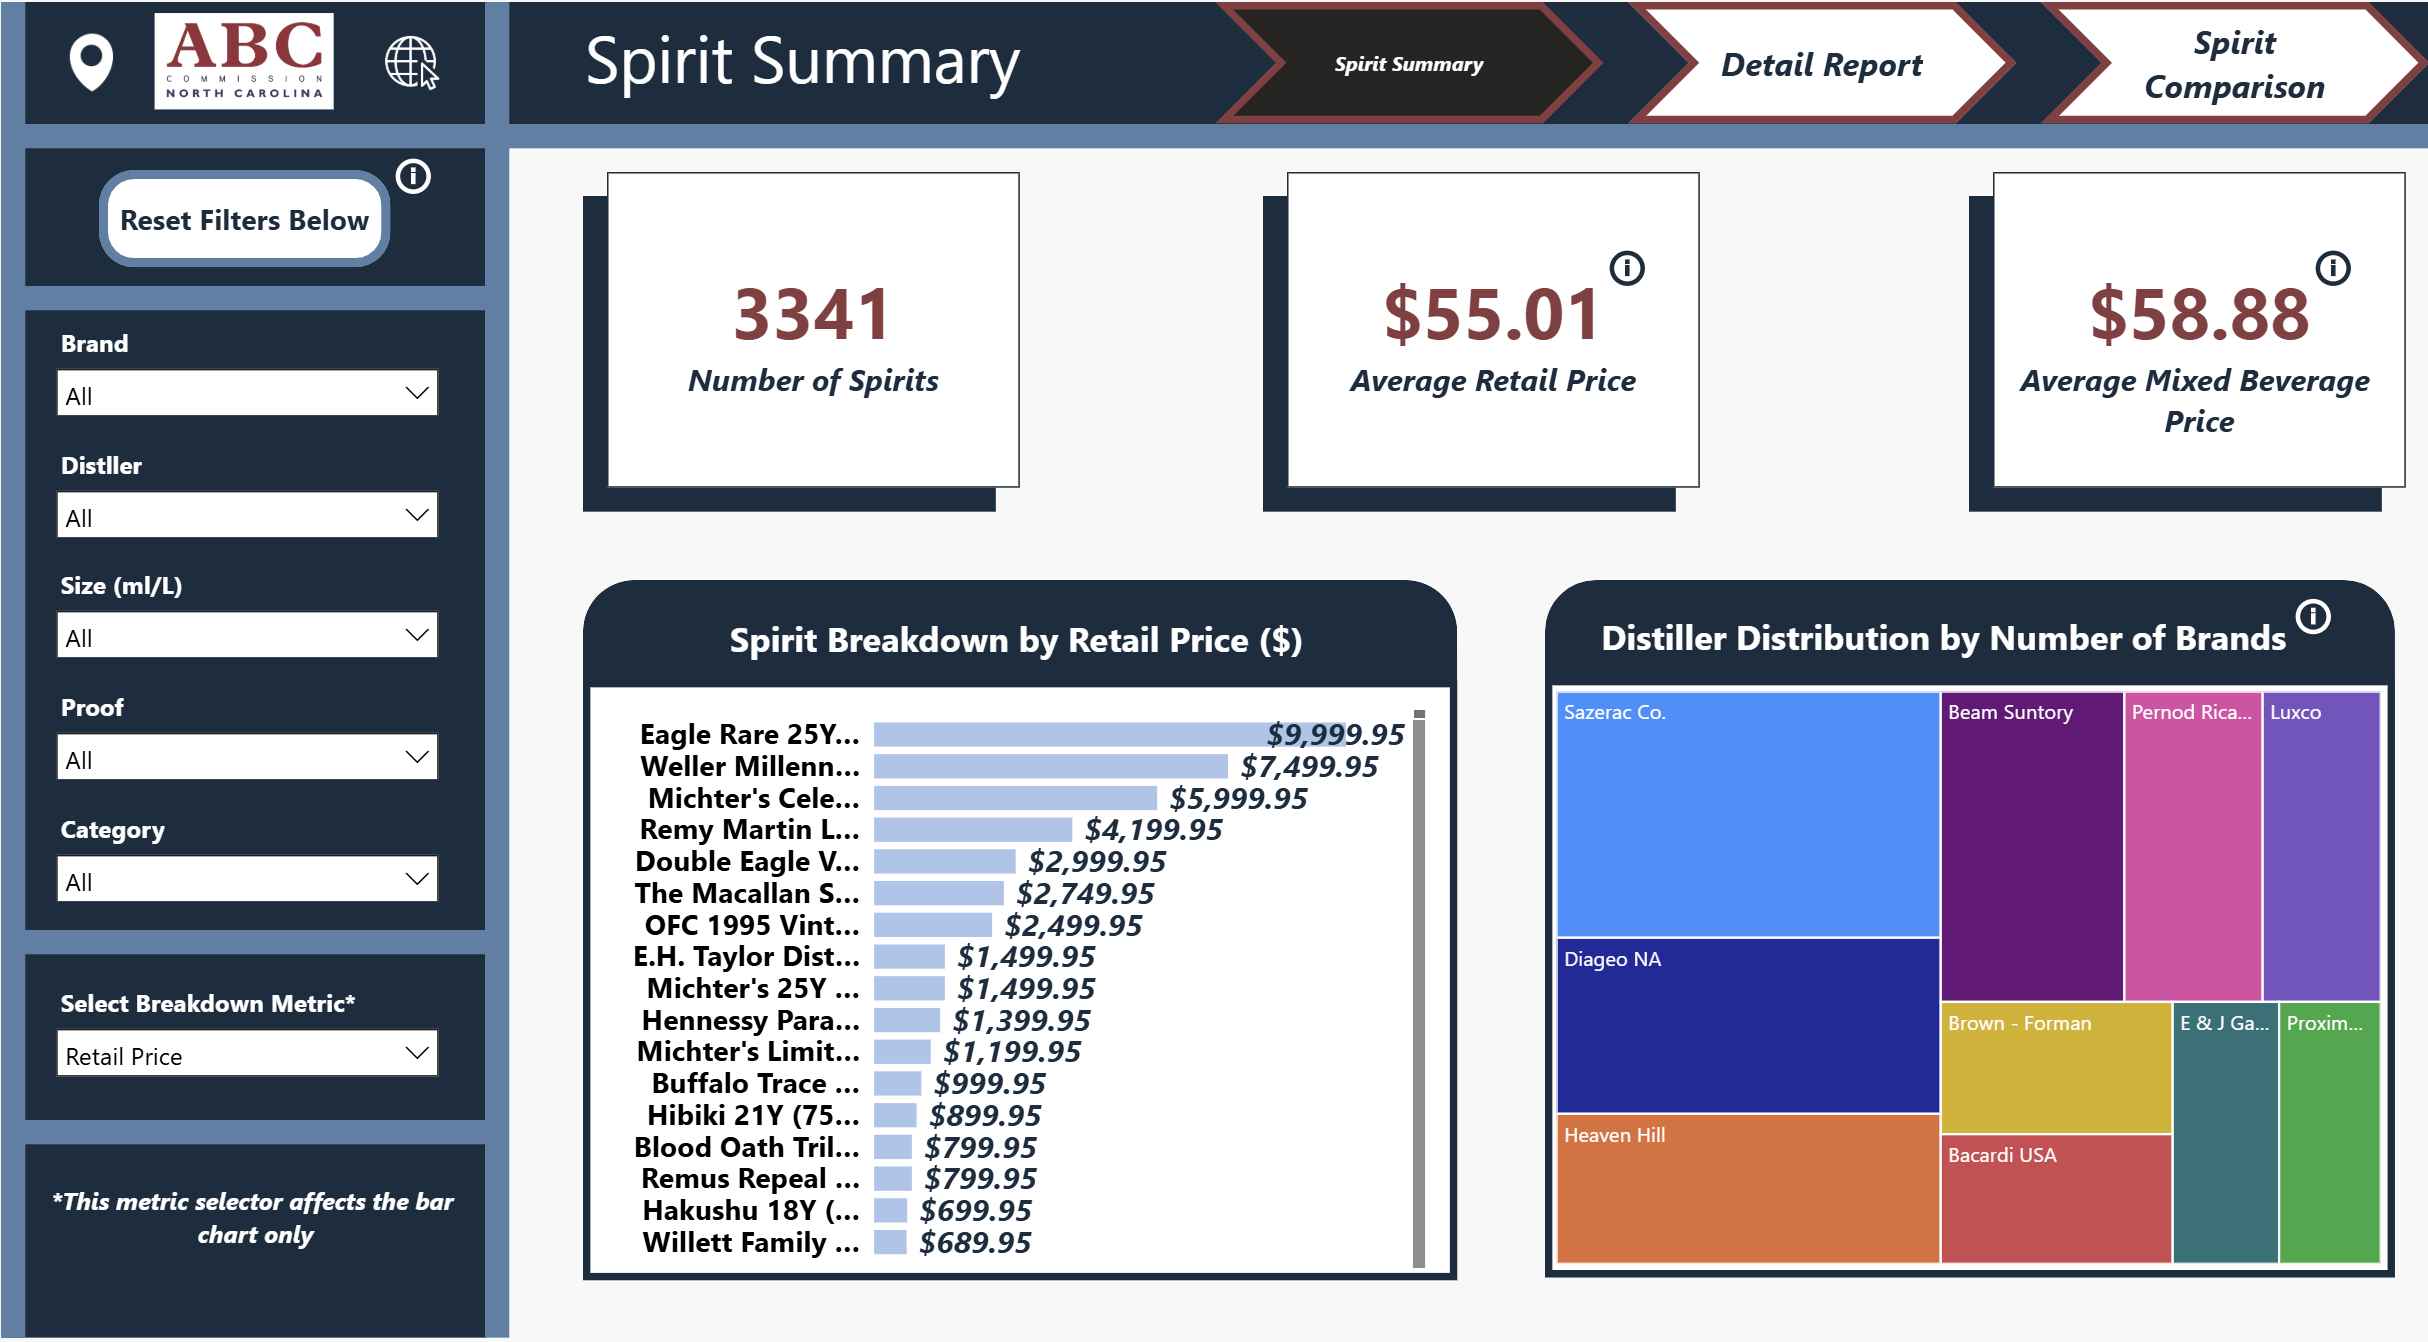 ABC
COMMISSION
NORTH CAROLINA
Spirit Summary
Spirit Summary
Detail Report
Spirit
Comparison
Reset Filters Below
Brand
All
Distller
All
Size (ml/L)
All
Proof
All
Category
All
Select Breakdown Metric*
Retail Price
*This metric selector affects the bar
chart only
3341
Number of Spirits
$55.01
Average Retail Price
$58.88
Average Mixed Beverage
Price
Spirit Breakdown by Retail Price ($)
Eagle Rare 25Y... $9,999.95
Weller Millenn... $7,499.95
Michter's Cele... $5,999.95
Remy Martin L... $4,199.95
Double Eagle V... $2,999.95
The Macallan S... $2,749.95
OFC 1995 Vint... $2,499.95
E.H. Taylor Dist... $1,499.95
Michter's 25Y ... $1,499.95
Hennessy Para... $1,399.95
Michter's Limit... $1,199.95
Buffalo Trace ... $999.95
Hibiki 21Y (75... $899.95
Blood Oath Tril... $799.95
Remus Repeal ... $799.95
Hakushu 18Y (... $699.95
Willett Family ... $689.95
Distiller Distribution by Number of Brands
Sazerac Co.
Diageo NA
Heaven Hill
Beam Suntory
Pernod Rica...
Luxco
Brown - Forman
Bacardi USA
E & J Ga...
Proxim...